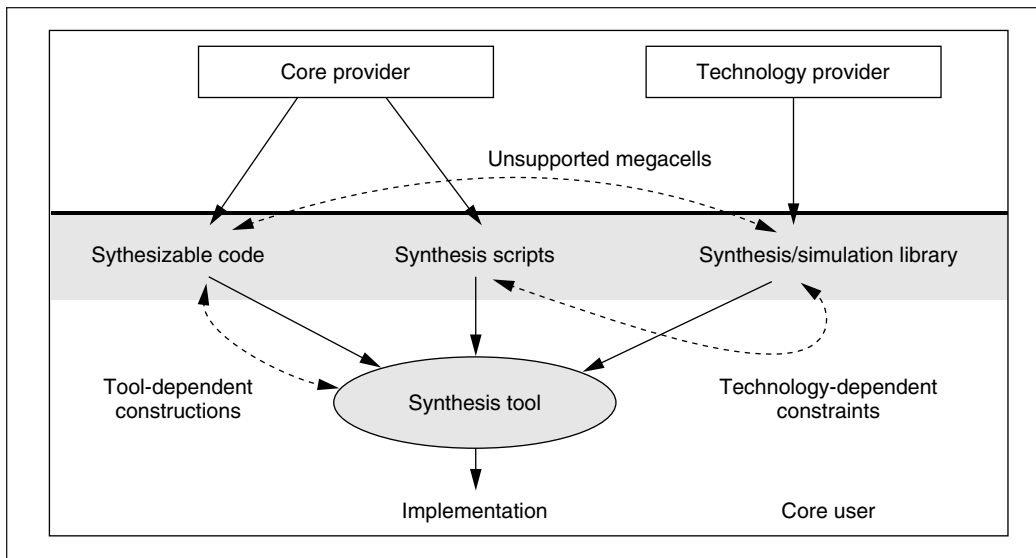 Core provider
Technology provider
Unsupported megacells
Sythesizable code
Synthesis scripts
Synthesis/simulation library
Tool-dependent
constructions
Synthesis tool
Technology-dependent
constraints
Implementation
Core user